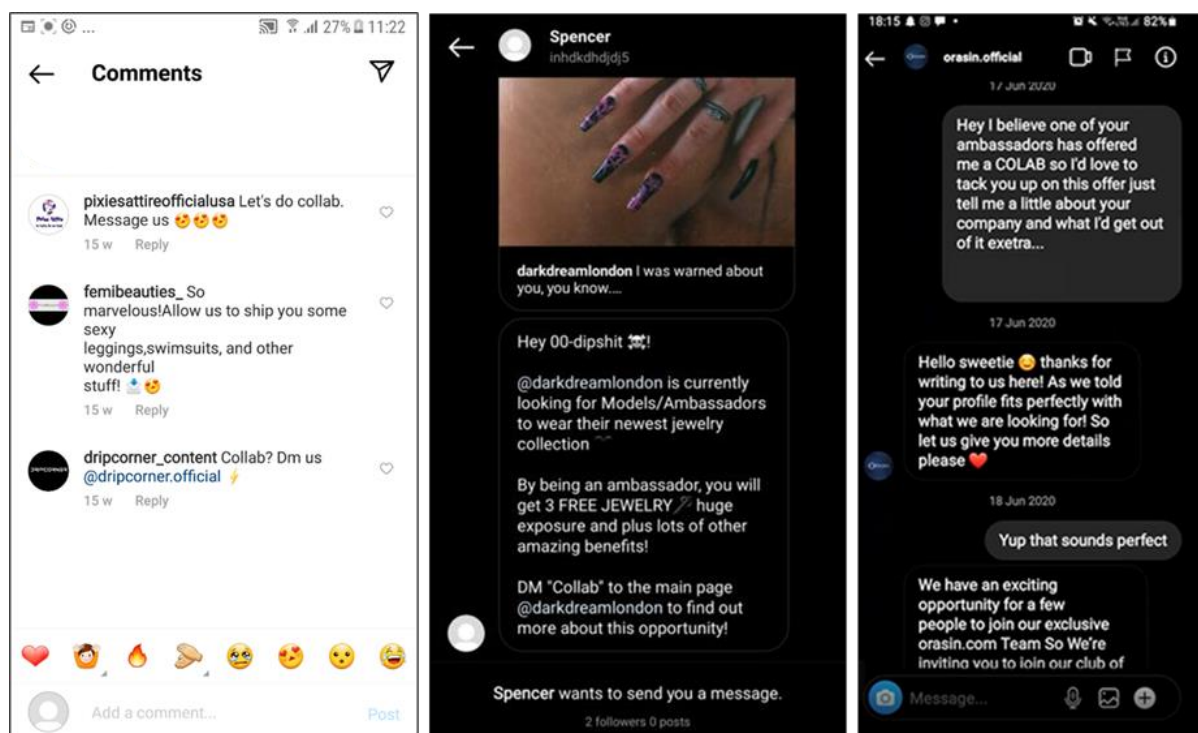 27% 11:22
Comments
pixiesattireofficialusa Let's do collab.
Message us 😍😍😍
15 w Reply
femibeauties_ So
marvelous!Allow us to ship you some
sexy
leggings,swimsuits, and other
wonderful
stuff! 📩😍
15 w Reply
dripcorner_content Collab? Dm us
@dripcorner.official ⚡
15 w Reply
Add a comment... Post
Spencer
inhdkdhdjdj5
darkdreamlondon I was warned about
you, you know....
Hey 00-dipshit ☠️!
@darkdreamlondon is currently
looking for Models/Ambassadors
to wear their newest jewelry
collection
By being an ambassador, you will
get 3 FREE JEWELRY huge
exposure and plus lots of other
amazing benefits!
DM "Collab" to the main page
@darkdreamlondon to find out
more about this opportunity!
Spencer wants to send you a message.
2 followers 0 posts
18:15 82%
orasin.official
17 Jun 2020
Hey I believe one of your
ambassadors has offered
me a COLAB so I'd love to
tack you up on this offer just
tell me a little about your
company and what I'd get out
of it exetra...
17 Jun 2020
Hello sweetie ☺️ thanks for
writing to us here! As we told
your profile fits perfectly with
what we are looking for! So
let us give you more details
please ❤️
18 Jun 2020
Yup that sounds perfect
We have an exciting
opportunity for a few
people to join our exclusive
orasin.com Team So We're
inviting you to join our club of
Message...